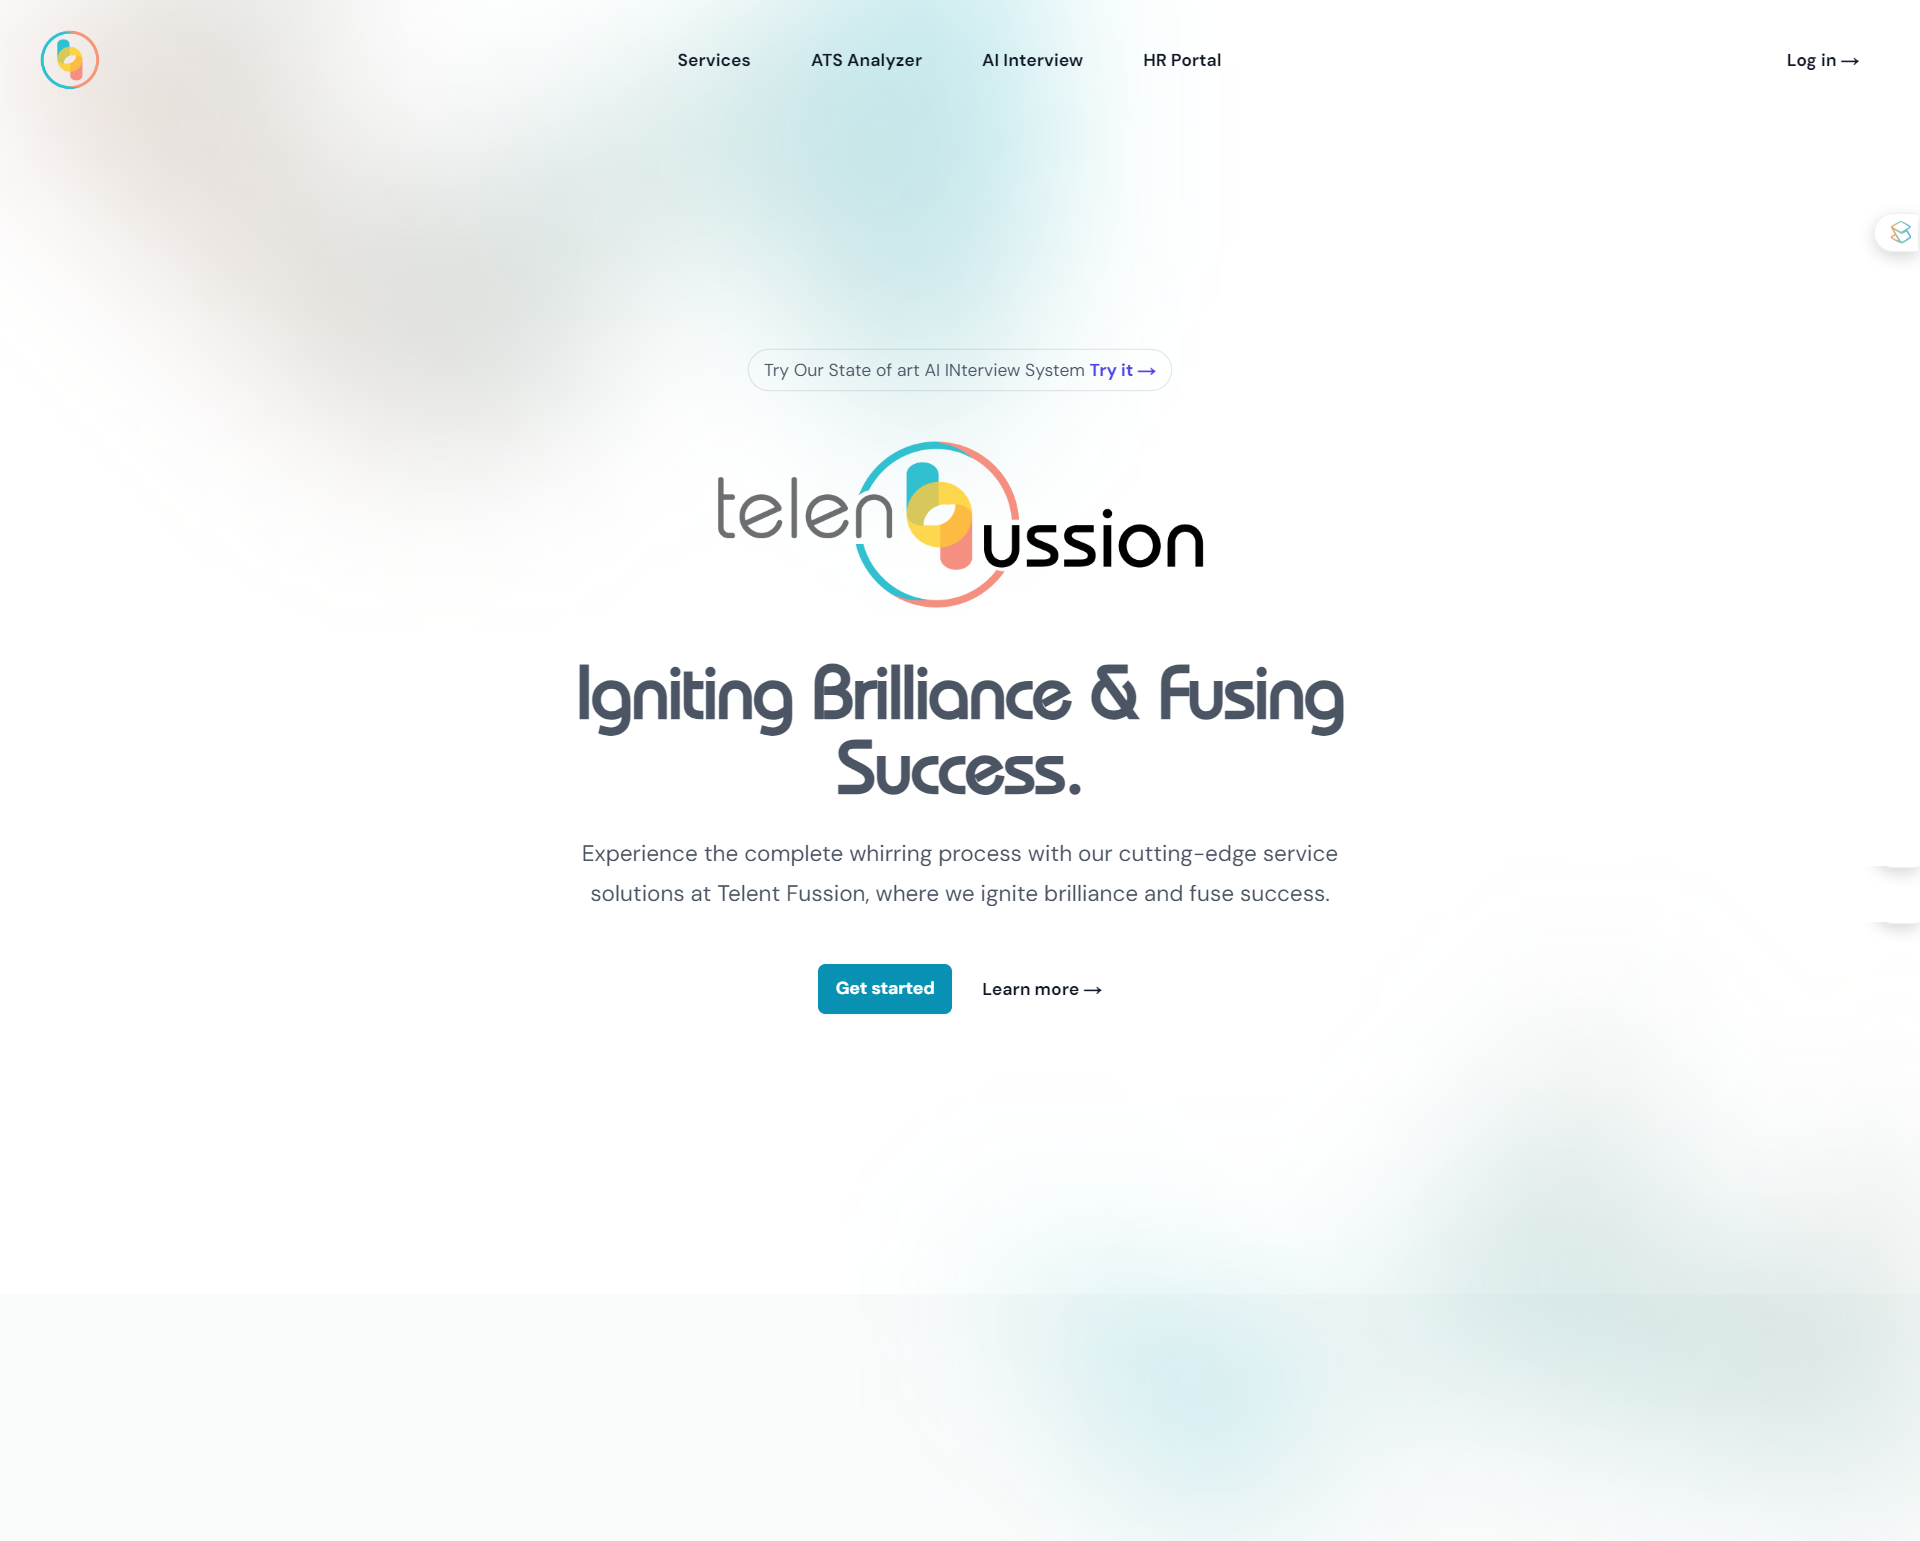 Services ATS Analyzer AI Interview HR Portal Log in →
Try Our State of art AI INterview System Try it →
telen ussion
Igniting Brilliance & Fusing
Success.
Experience the complete whirring process with our cutting-edge service
solutions at Telent Fussion, where we ignite brilliance and fuse success.
Get started Learn more →